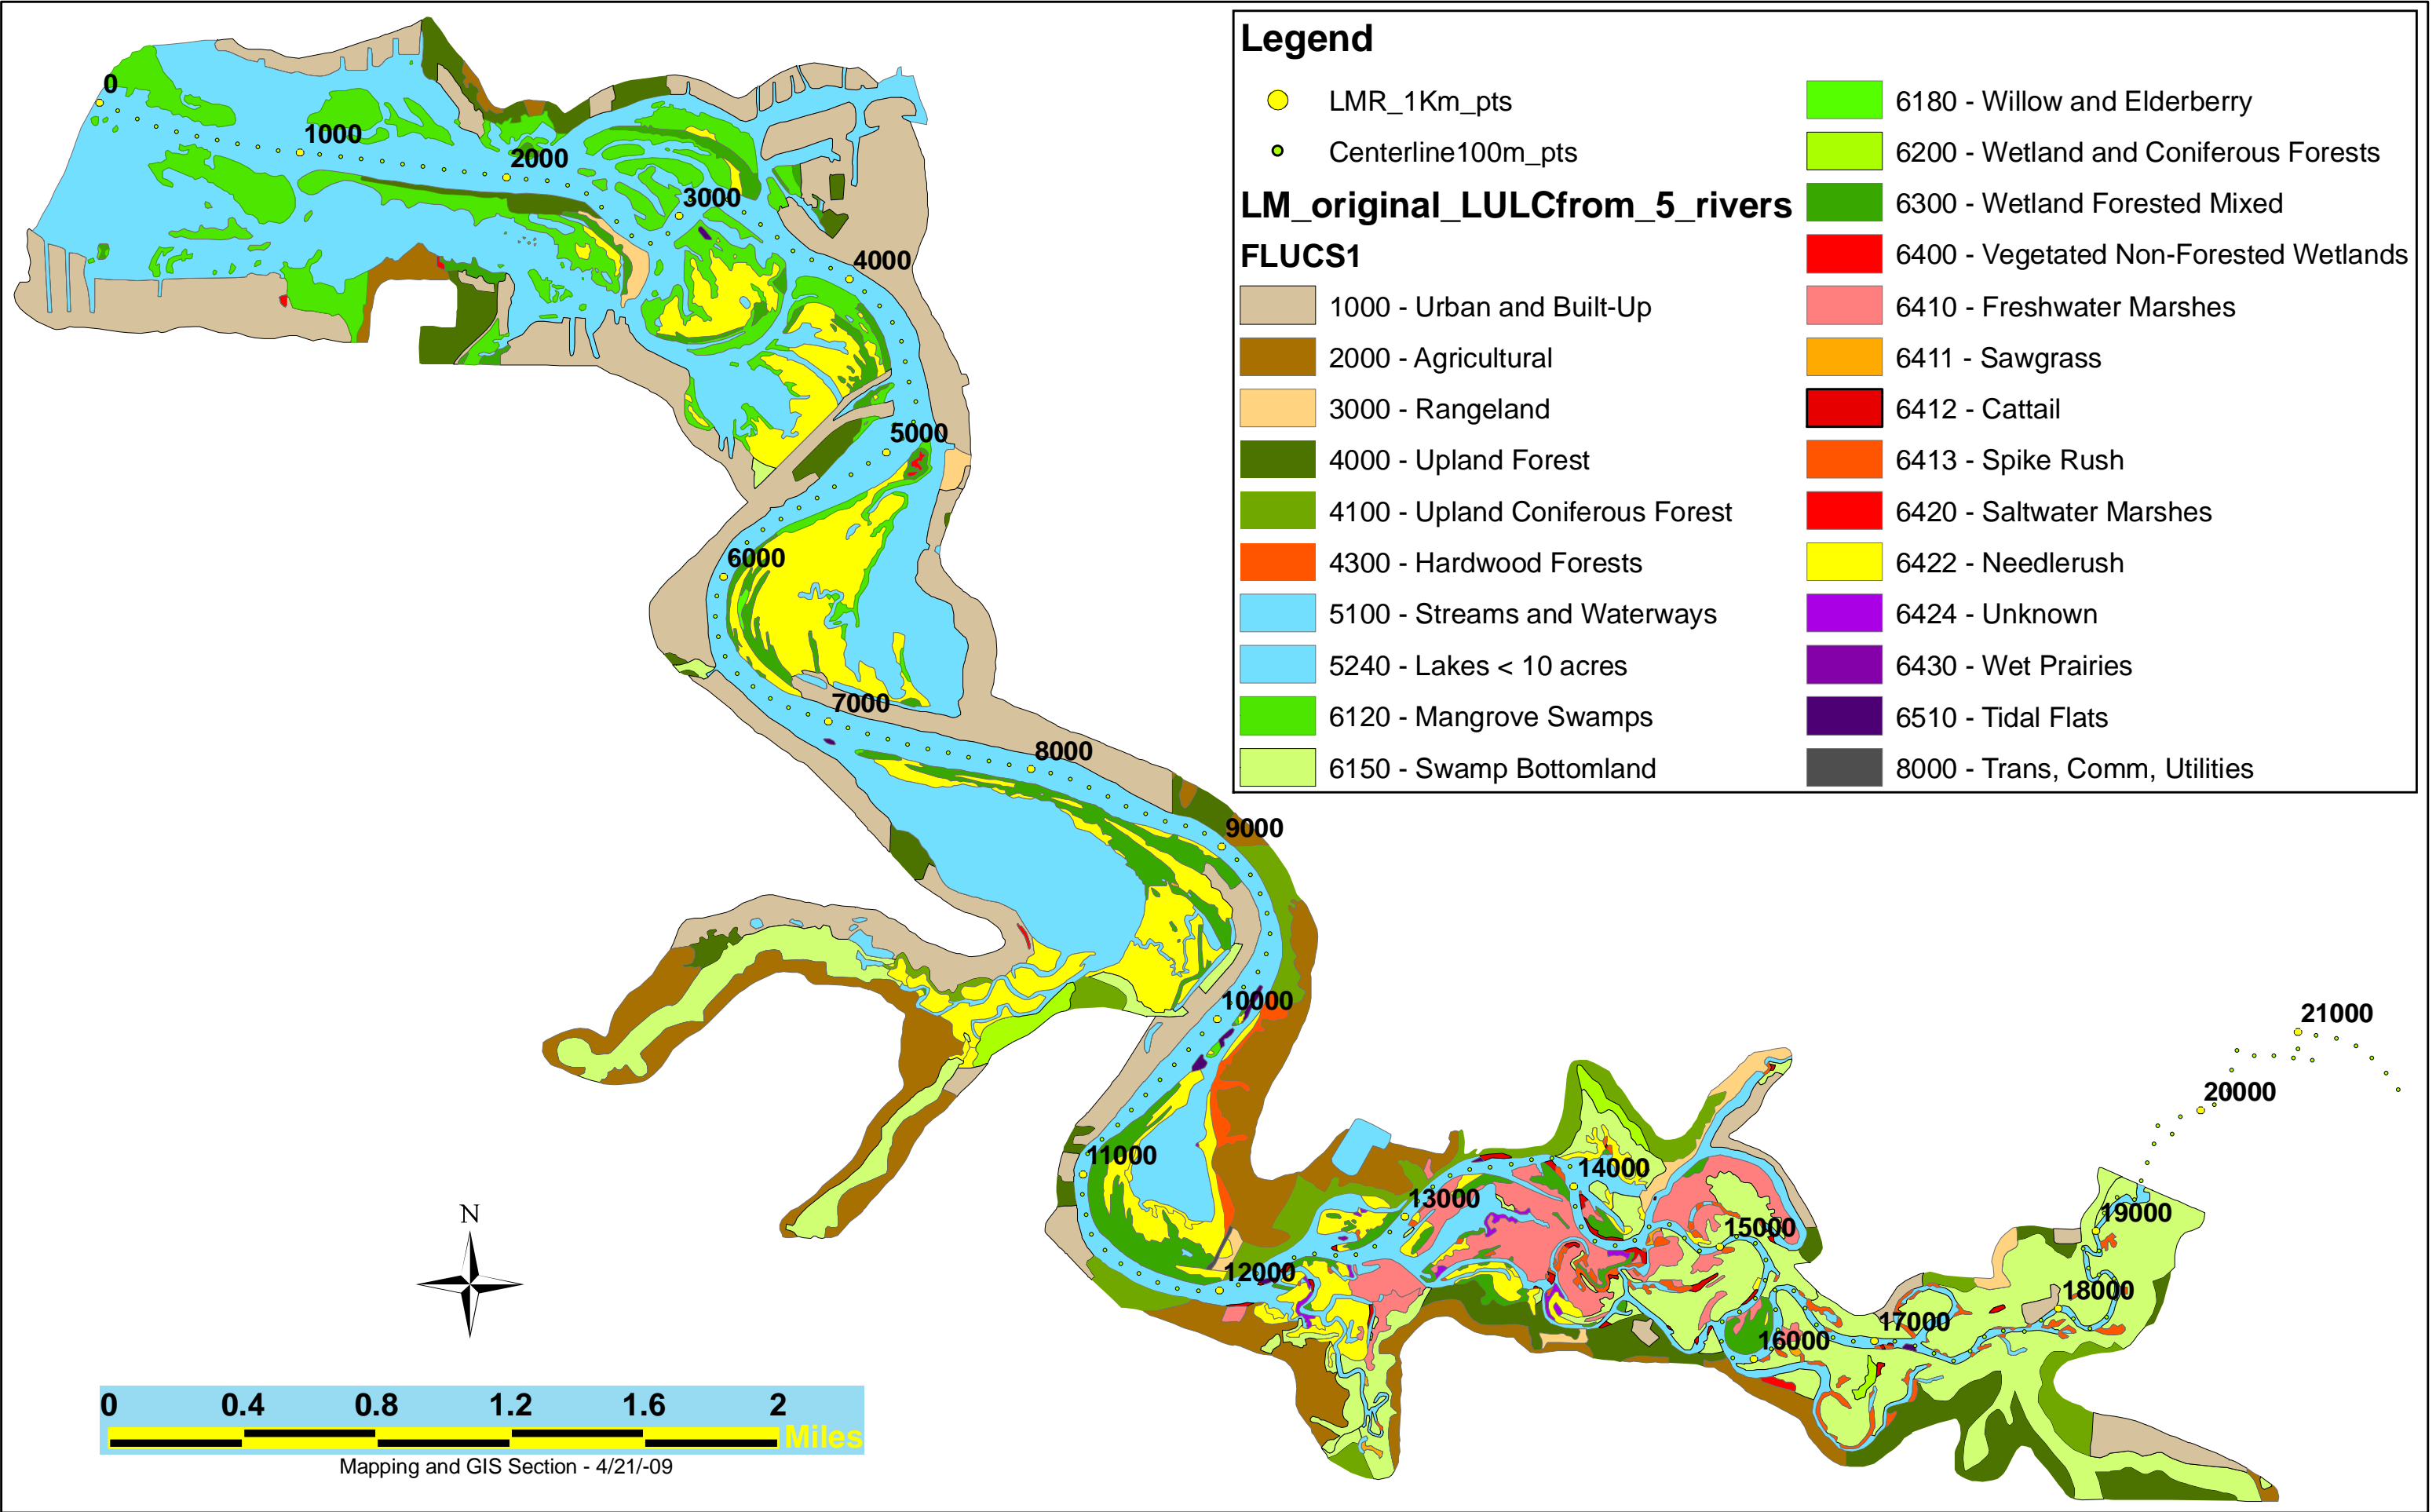 Legend
LMR_1Km_pts
Centerline100m_pts
LM_original_LULCfrom_5_rivers
FLUCS1
1000 - Urban and Built-Up
2000 - Agricultural
3000 - Rangeland
4000 - Upland Forest
4100 - Upland Coniferous Forest
4300 - Hardwood Forests
5100 - Streams and Waterways
5240 - Lakes < 10 acres
6120 - Mangrove Swamps
6150 - Swamp Bottomland
6180 - Willow and Elderberry
6200 - Wetland and Coniferous Forests
6300 - Wetland Forested Mixed
6400 - Vegetated Non-Forested Wetlands
6410 - Freshwater Marshes
6411 - Sawgrass
6412 - Cattail
6413 - Spike Rush
6420 - Saltwater Marshes
6422 - Needlerush
6424 - Unknown
6430 - Wet Prairies
6510 - Tidal Flats
8000 - Trans, Comm, Utilities
0
1000
2000
3000
4000
5000
6000
7000
8000
9000
10000
11000
12000
13000
14000
15000
16000
17000
18000
19000
20000
21000
N
0 0.4 0.8 1.2 1.6 2
Miles
Mapping and GIS Section - 4/21/-09